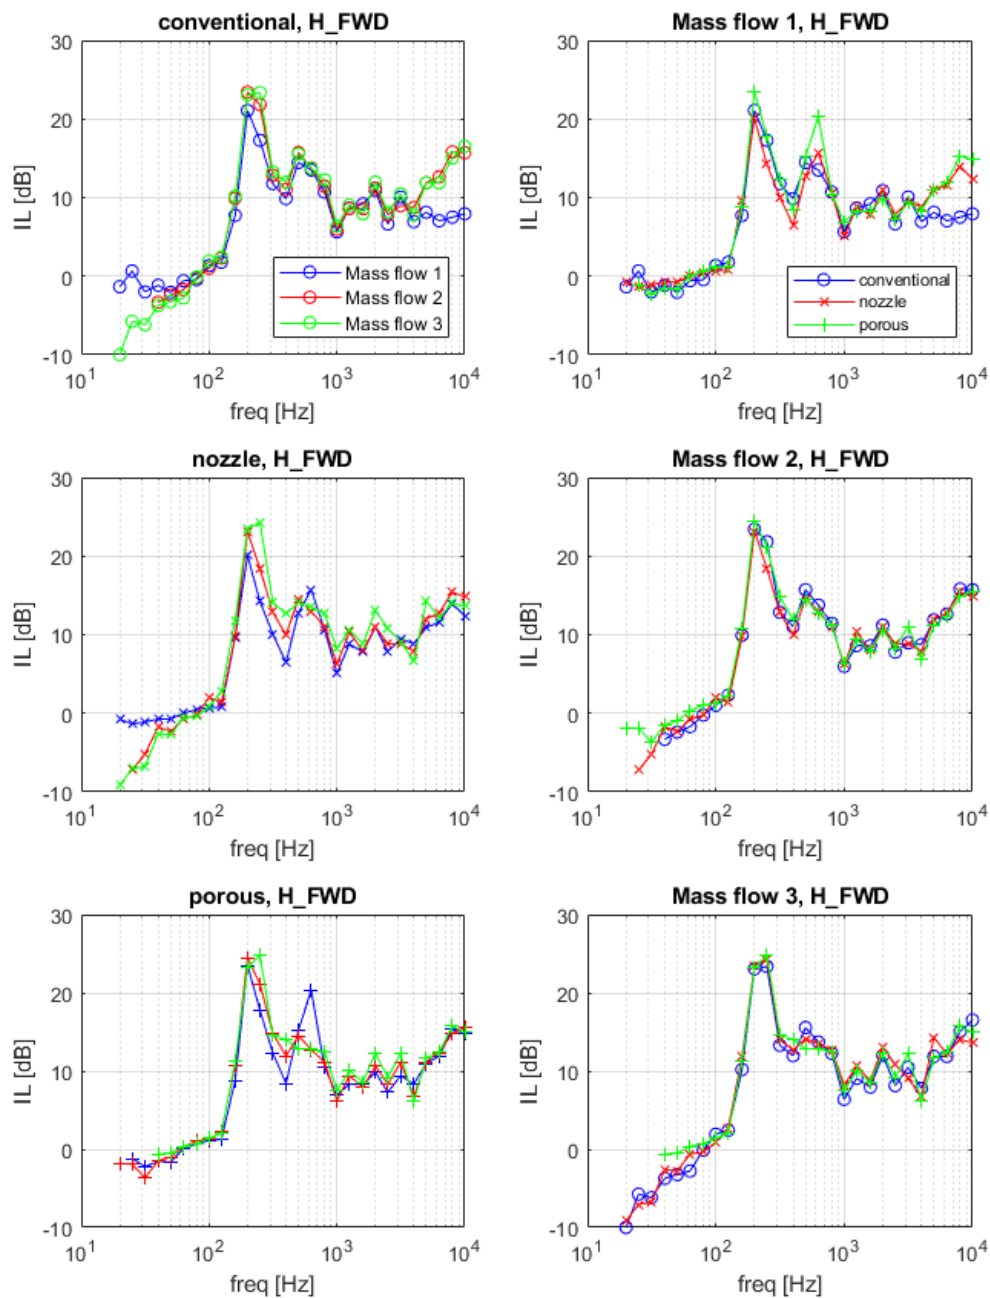 conventional, H_FWD
30
20
10
0
-10
IL [dB]
Mass flow 1
Mass flow 2
Mass flow 3
10^1 10^2 10^3 10^4
freq [Hz]
Mass flow 1, H_FWD
30
20
10
0
-10
IL [dB]
conventional
nozzle
porous
10^1 10^2 10^3 10^4
freq [Hz]
nozzle, H_FWD
30
20
10
0
-10
IL [dB]
10^1 10^2 10^3 10^4
freq [Hz]
Mass flow 2, H_FWD
30
20
10
0
-10
IL [dB]
10^1 10^2 10^3 10^4
freq [Hz]
porous, H_FWD
30
20
10
0
-10
IL [dB]
10^1 10^2 10^3 10^4
freq [Hz]
Mass flow 3, H_FWD
30
20
10
0
-10
IL [dB]
10^1 10^2 10^3 10^4
freq [Hz]